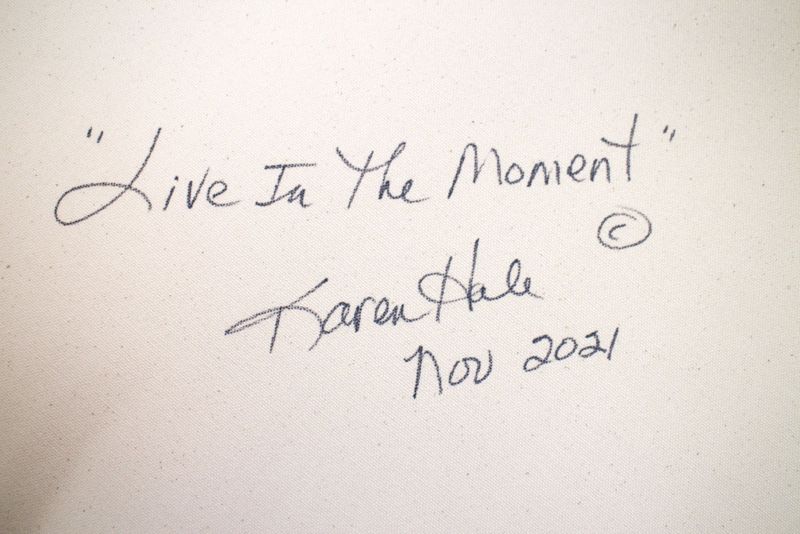 "Live In The Moment"
©
Karen Hale
Nov 2021